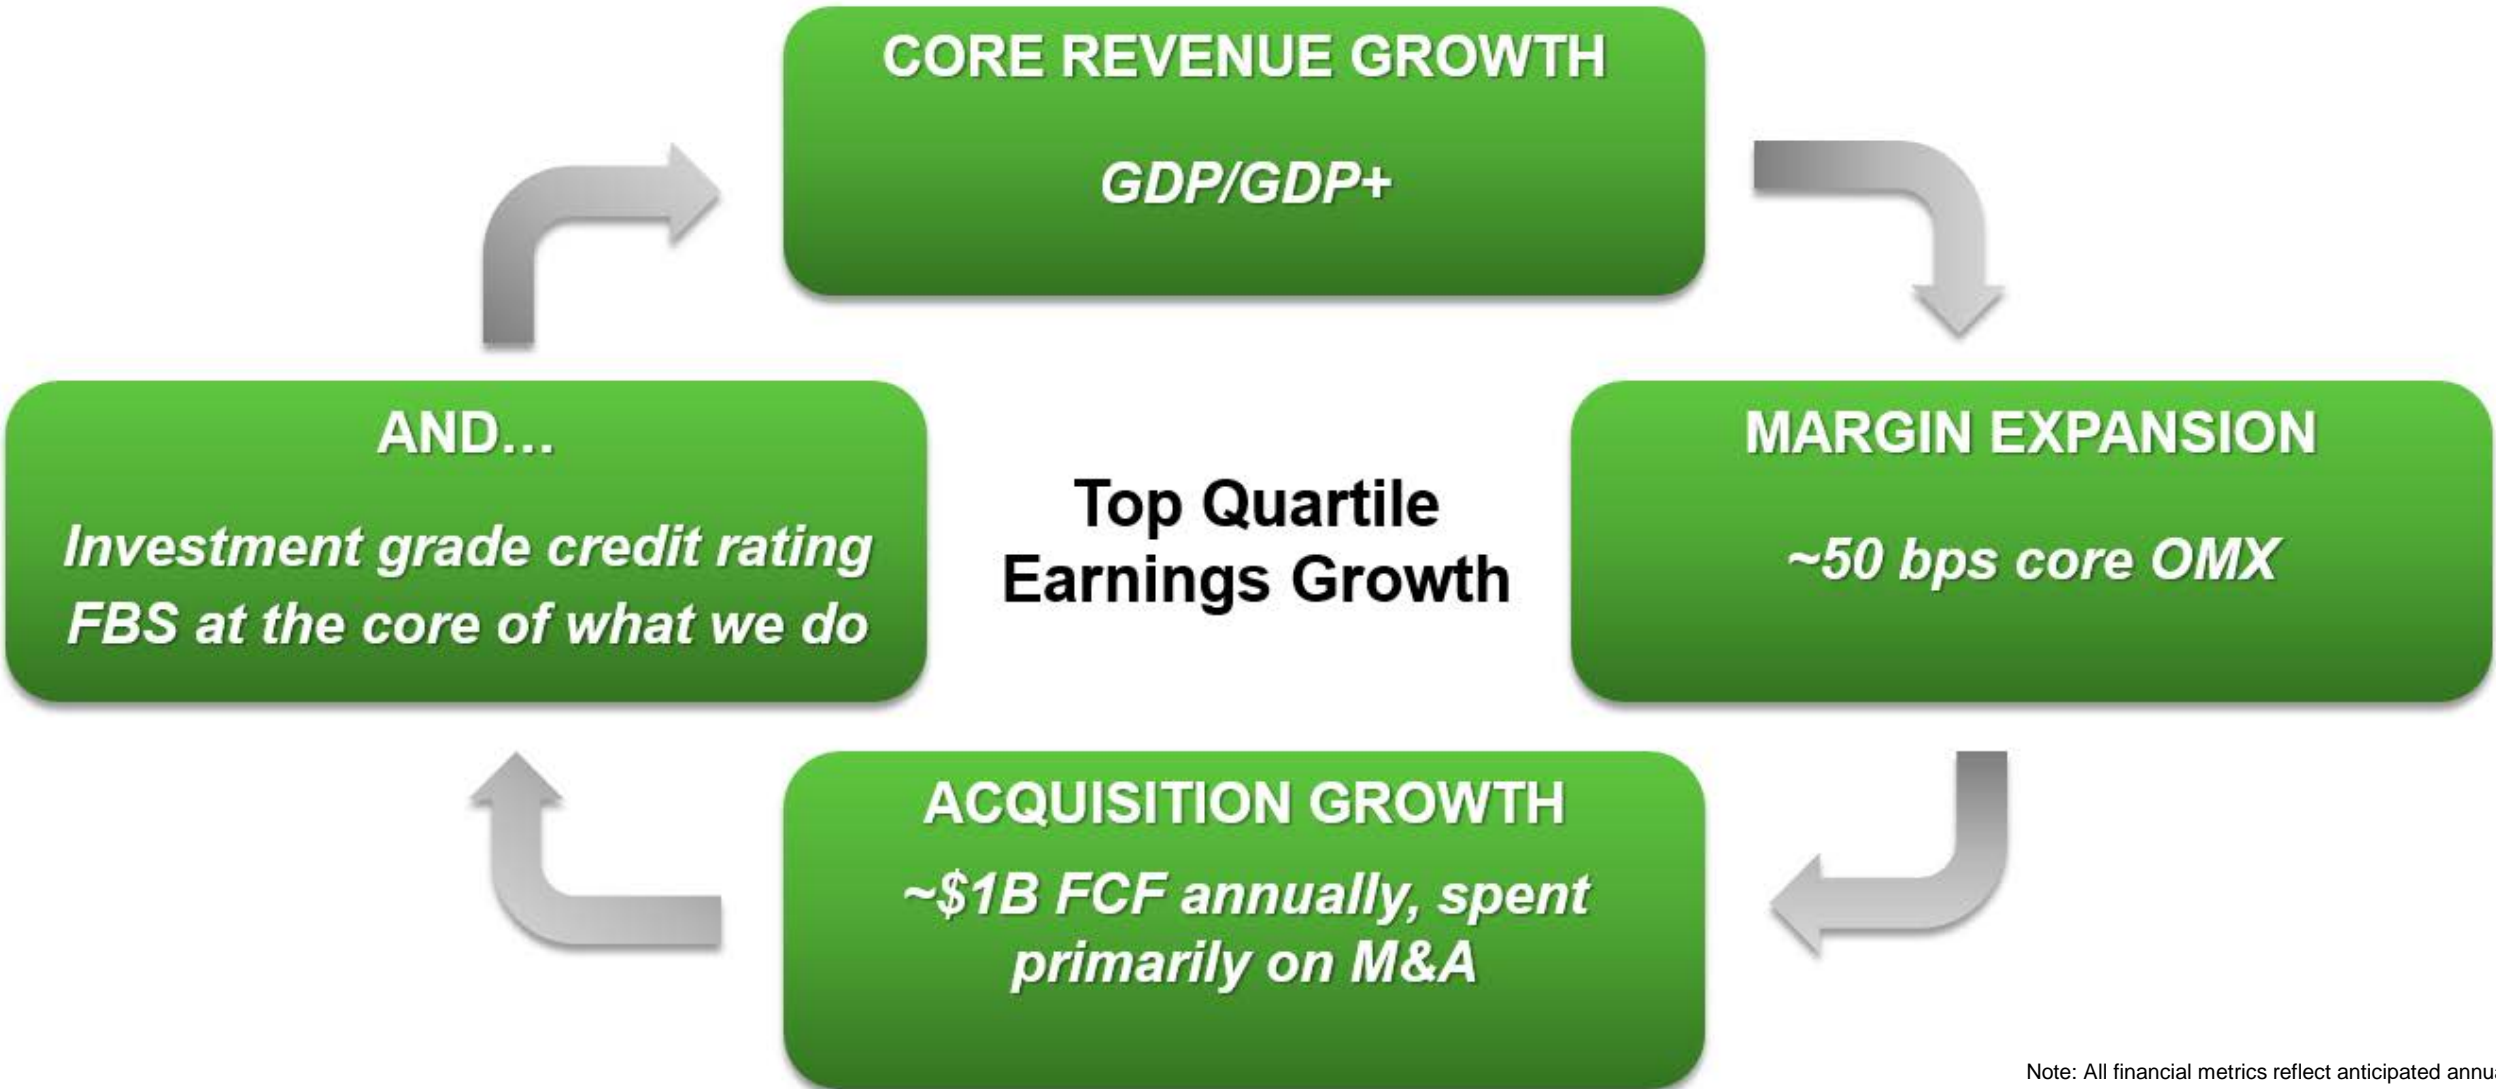 CORE REVENUE GROWTH
GDP/GDP+
AND…
Investment grade credit rating
FBS at the core of what we do
Top Quartile
Earnings Growth
MARGIN EXPANSION
~50 bps core OMX
ACQUISITION GROWTH
~$1B FCF annually, spent
primarily on M&A
Note: All financial metrics reflect anticipated